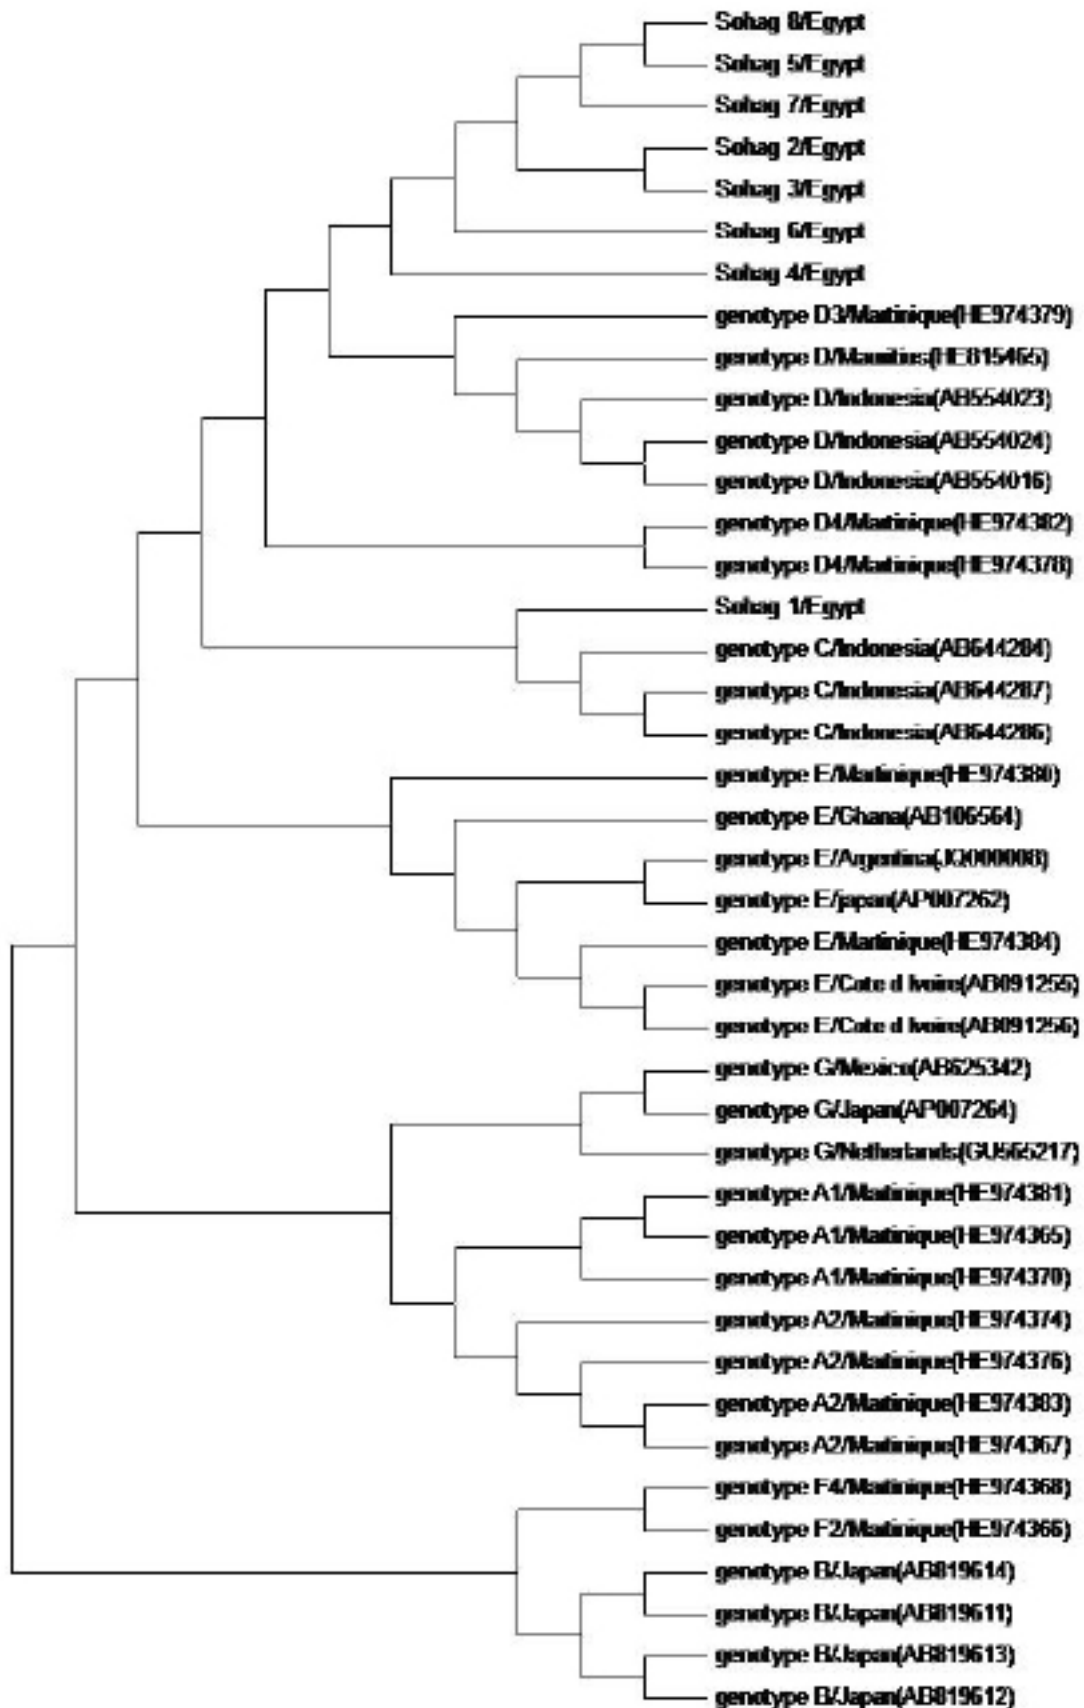 Sohag 8/Egypt
Sohag 5/Egypt
Sohag 7/Egypt
Sohag 2/Egypt
Sohag 3/Egypt
Sohag 6/Egypt
Sohag 4/Egypt
genotype D3/Martinique(HE974379)
genotype D/Mauritius(HE815465)
genotype D/Indonesia(AB554023)
genotype D/Indonesia(AB554024)
genotype D/Indonesia(AB554016)
genotype D4/Martinique(HE974382)
genotype D4/Martinique(HE974378)
Sohag 1/Egypt
genotype C/Indonesia(AB644284)
genotype C/Indonesia(AB644287)
genotype C/Indonesia(AB644286)
genotype E/Martinique(HE974380)
genotype E/Ghana(AB106564)
genotype E/Argentina(JQ000008)
genotype E/japan(AP007262)
genotype E/Martinique(HE974384)
genotype E/Cote d Ivoire(AB091255)
genotype E/Cote d Ivoire(AB091256)
genotype G/Mexico(AB625342)
genotype G/Japan(AP007264)
genotype G/Netherlands(GU565217)
genotype A1/Martinique(HE974381)
genotype A1/Martinique(HE974365)
genotype A1/Martinique(HE974370)
genotype A2/Martinique(HE974374)
genotype A2/Martinique(HE974376)
genotype A2/Martinique(HE974383)
genotype A2/Martinique(HE974367)
genotype F4/Martinique(HE974368)
genotype F2/Martinique(HE974366)
genotype B/Japan(AB819614)
genotype B/Japan(AB819611)
genotype B/Japan(AB819613)
genotype B/Japan(AB819612)